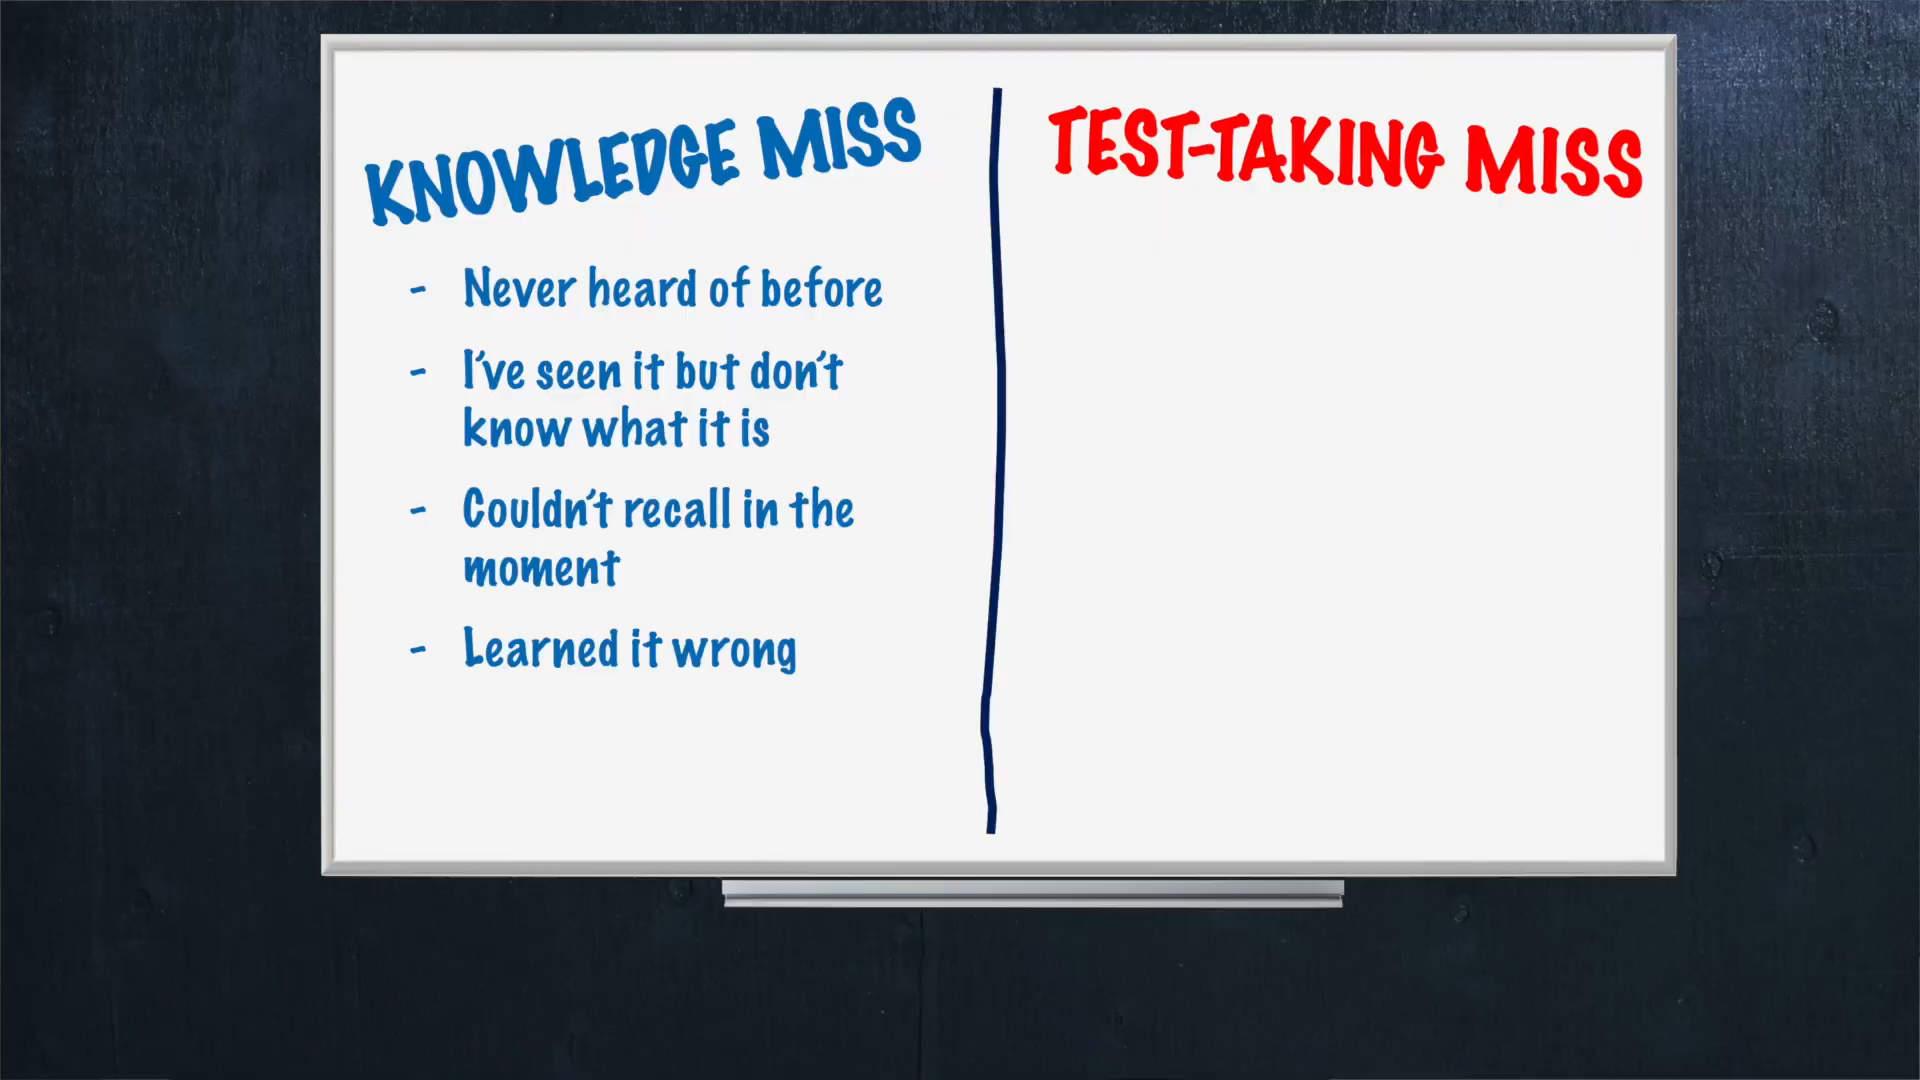 KNOWLEDGE MISS
- Never heard of before
- I've seen it but don't
know what it is
- Couldn't recall in the
moment
- Learned it wrong
TEST-TAKING MISS